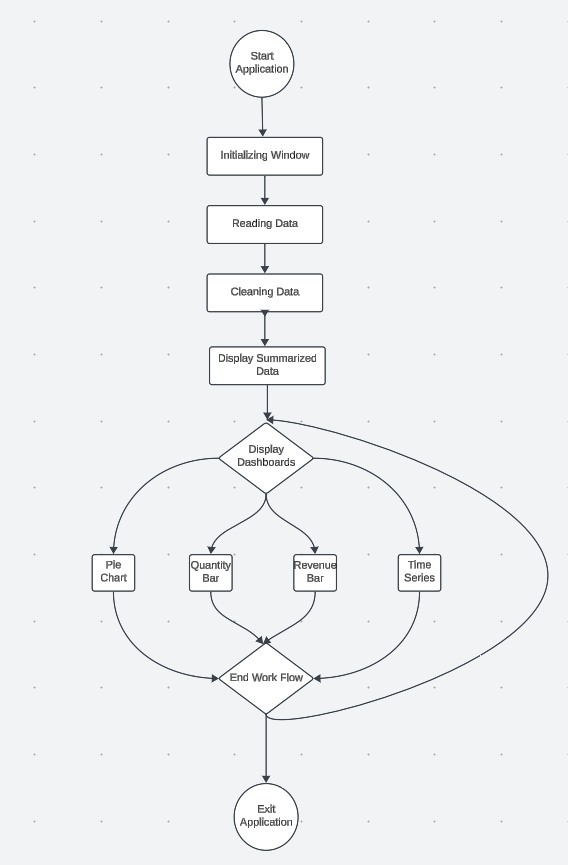 Start
Application
Initializing Window
Reading Data
Cleaning Data
Display Summarized
Data
Display
Dashboards
Pie
Chart
Quantity
Bar
Revenue
Bar
Time
Series
End Work Flow
Exit
Application